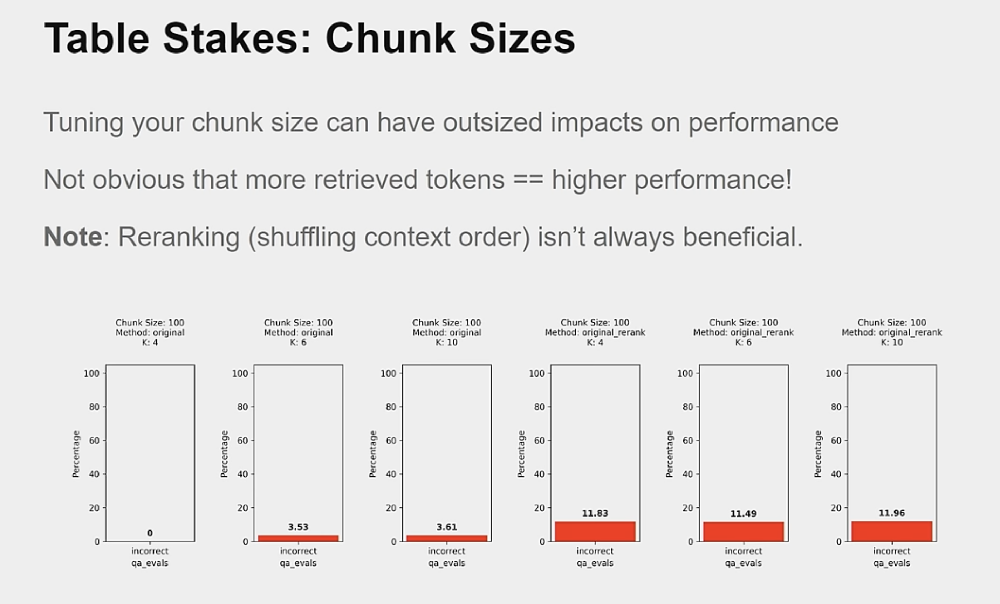 Table Stakes: Chunk Sizes
Tuning your chunk size can have outsized impacts on performance
Not obvious that more retrieved tokens == higher performance!
Note: Reranking (shuffling context order) isn’t always beneficial.
Chunk Size: 100
Method: original
K: 4
100
80
60
40
20
0
Percentage
0
incorrect
qa_evals
Chunk Size: 100
Method: original
K: 6
100
80
60
40
20
0
Percentage
3.53
incorrect
qa_evals
Chunk Size: 100
Method: original
K: 10
100
80
60
40
20
0
Percentage
3.61
incorrect
qa_evals
Chunk Size: 100
Method: original_rerank
K: 4
100
80
60
40
20
0
Percentage
11.83
incorrect
qa_evals
Chunk Size: 100
Method: original_rerank
K: 6
100
80
60
40
20
0
Percentage
11.49
incorrect
qa_evals
Chunk Size: 100
Method: original_rerank
K: 10
100
80
60
40
20
0
Percentage
11.96
incorrect
qa_evals